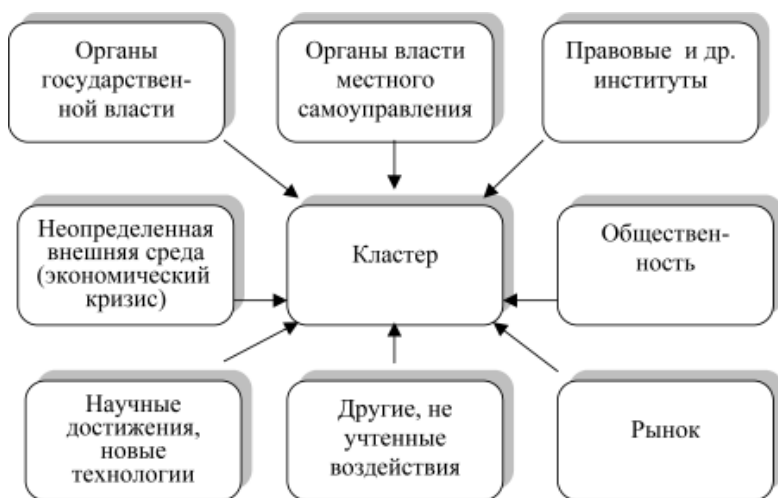 Органы
государствен-
ной власти
Органы власти
местного
самоуправления
Правовые и др.
институты
Неопределенная
внешняя среда
(экономический
кризис)
Кластер
Обществен-
ность
Научные
достижения,
новые
технологии
Другие, не
учтенные
воздействия
Рынок